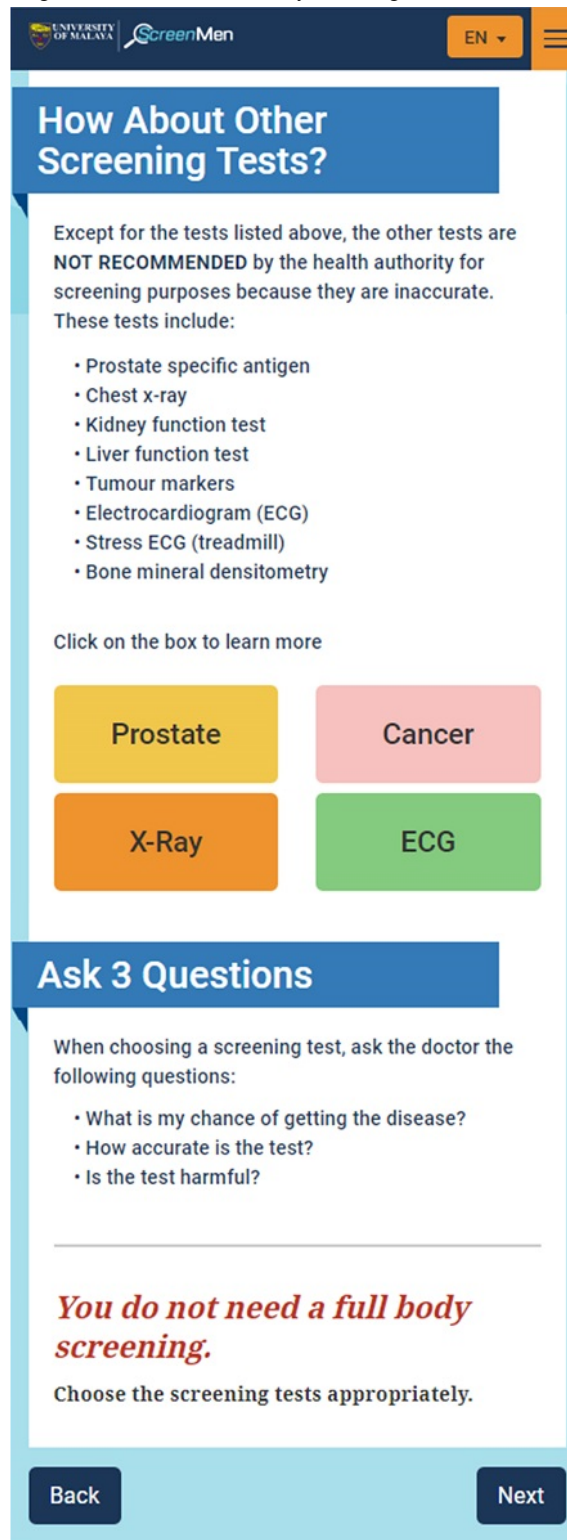 UNIVERSITY
OF MALAYA
ScreenMen
EN
How About Other
Screening Tests?
Except for the tests listed above, the other tests are
NOT RECOMMENDED by the health authority for
screening purposes because they are inaccurate.
These tests include:
• Prostate specific antigen
• Chest x-ray
• Kidney function test
• Liver function test
• Tumour markers
• Electrocardiogram (ECG)
• Stress ECG (treadmill)
• Bone mineral densitometry
Click on the box to learn more
Prostate
Cancer
X-Ray
ECG
Ask 3 Questions
When choosing a screening test, ask the doctor the
following questions:
• What is my chance of getting the disease?
• How accurate is the test?
• Is the test harmful?
You do not need a full body
screening.
Choose the screening tests appropriately.
Back
Next